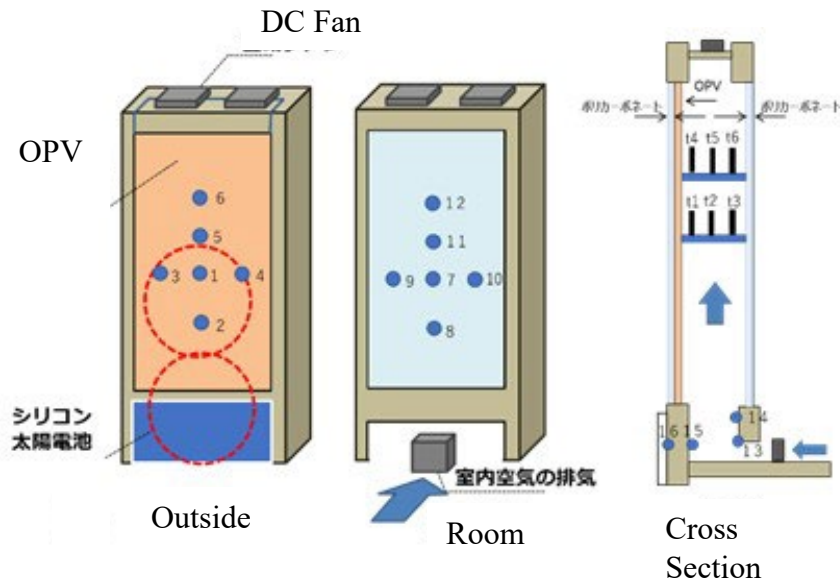 DC Fan
OPV
6
5
3
1
4
2
シリコン
太陽電池
Outside
12
11
9
7
10
8
室内空気の排気
Room
OPV
ポリカーボネート
ポリカーボネート
t4 t5 t6
t1 t2 t3
14
16 15
13
Cross
Section